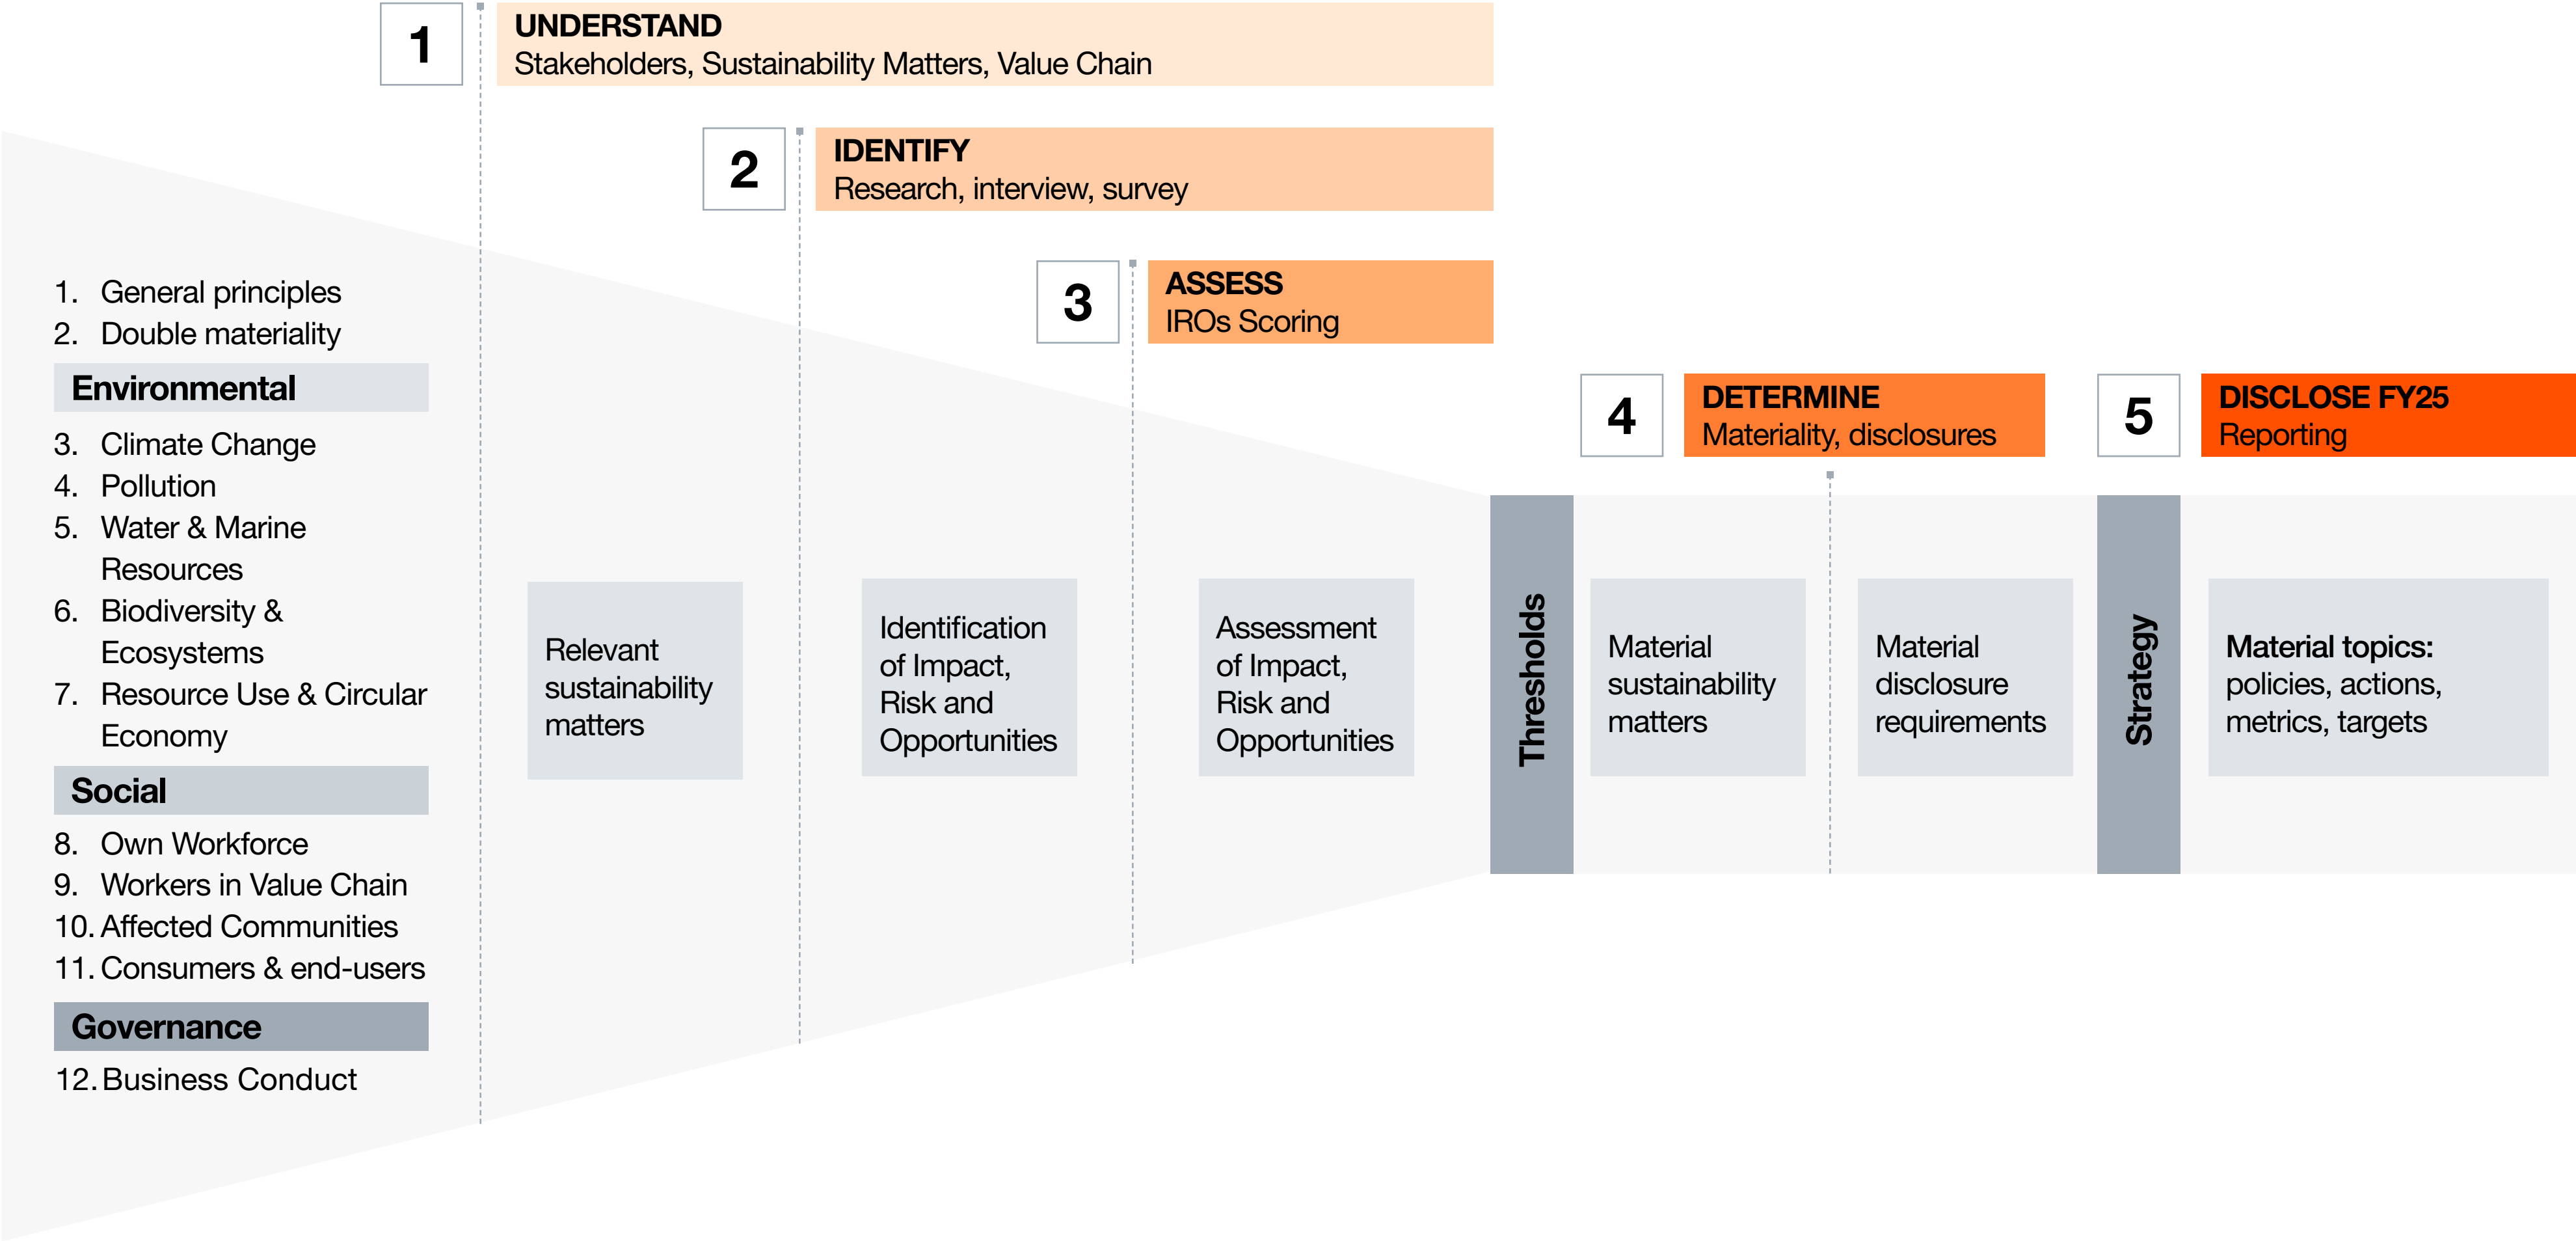 1
UNDERSTAND
Stakeholders, Sustainability Matters, Value Chain
2
IDENTIFY
Research, interview, survey
3
ASSESS
IROs Scoring
4
DETERMINE
Materiality, disclosures
5
DISCLOSE FY25
Reporting
1. General principles
2. Double materiality
Environmental
3. Climate Change
4. Pollution
5. Water & Marine
Resources
6. Biodiversity &
Ecosystems
7. Resource Use & Circular
Economy
Social
8. Own Workforce
9. Workers in Value Chain
10. Affected Communities
11. Consumers & end-users
Governance
12. Business Conduct
Relevant
sustainability
matters
Identification
of Impact,
Risk and
Opportunities
Assessment
of Impact,
Risk and
Opportunities
Thresholds
Material
sustainability
matters
Material
disclosure
requirements
Strategy
Material topics:
policies, actions,
metrics, targets